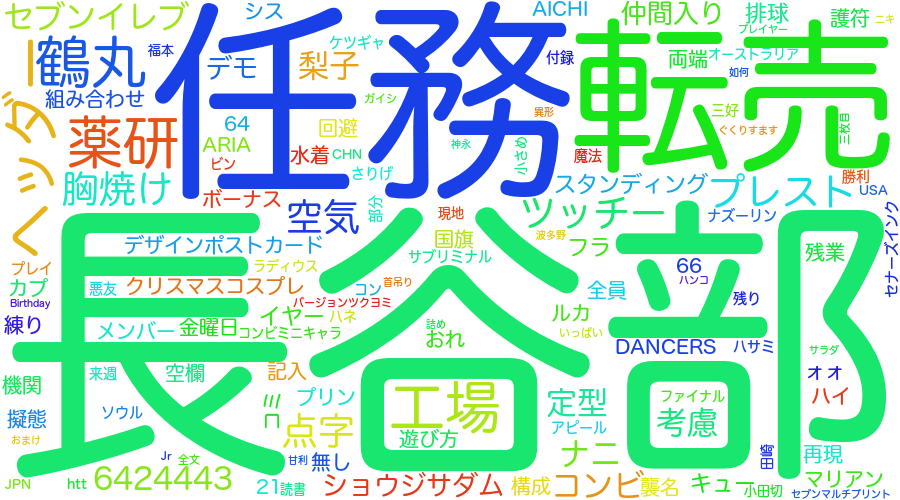 セブンイレブ
シス
AICHI
仲間入り
排球
護符
ニキ
プレイヤー
ヘッダー
鶴丸
福本
任務
転売
ケツギャ
付録
両端
オーストラリア
デモ
梨子
如何
組み合わせ
ガイシ
異形
三好
64
回避
ぐくりすます
三枚目
薬研
ARIA
神永
小さめ
水着
CHN
ビン
魔法
さりげ
勝利
胸焼け
スタンディング
プレスト
USA
ボーナス
空気
部分
現地
ツッチー
ナズーリン
セナーズインク
長谷部
国旗
波多野
フラ
デザインポストカード
サブリミナル
残業
プレイ
ラディウス
66
カプ
悪友
クリスマスコスプレ
コン
首吊り
ハンコ
全員
Birthday
バージョンツクヨミ
残り
練り
メンバー
金曜日
イヤー
ハネ
ルカ
コンビミニキャラ
詰め
おれ
いっぱい
DANCERS
ハサミ
サラダ
来週
空欄
記入
オオ
機関
プリン
工場
定型
ファイナル
ハイ
擬態
ソウル
点字
遊び方
アピール
考慮
おまけ
Jr
全文
甘利
無し
ナニ
田崎
再現
JPN
htt
6424443
21
読書
ショウジサダム
構成
コンビ
襲名
キュー
小田切
マリアン
セブンマルチプリント